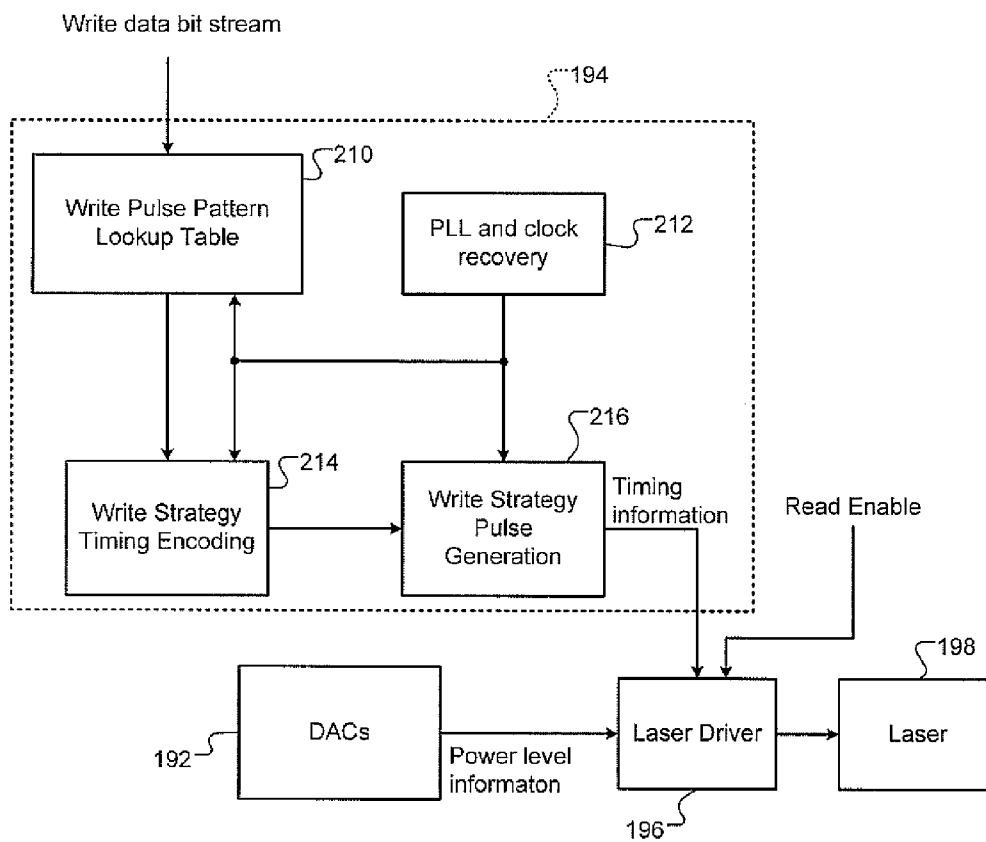 Write data bit stream
194
210
Write Pulse Pattern
Lookup Table
PLL and clock
recovery
212
214
216
Write Strategy
Timing Encoding
Write Strategy
Pulse
Generation
Timing
information
Read Enable
198
DACs
192
Power level
informaton
Laser Driver
196
Laser